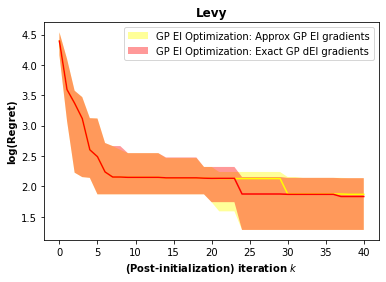 Levy
GP EI Optimization: Approx GP EI gradients
GP EI Optimization: Exact GP dEI gradients
log(Regret)
4.5
4.0
3.5
3.0
2.5
2.0
1.5
0 5 10 15 20 25 30 35 40
(Post-initialization) iteration k